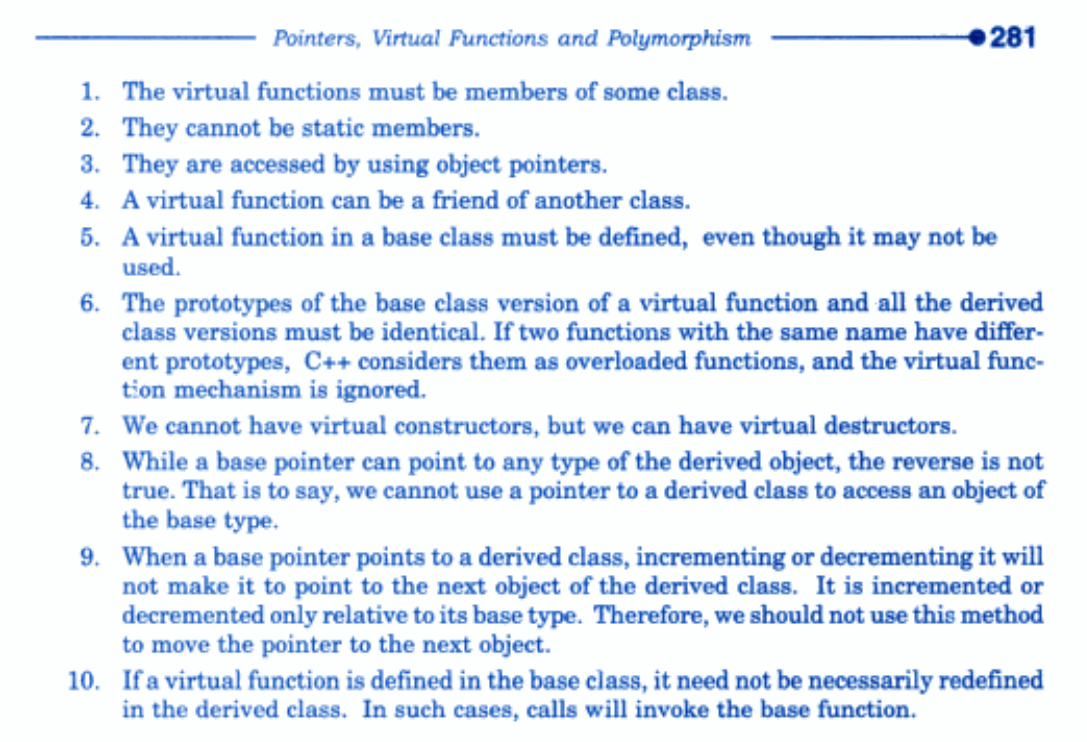 Pointers, Virtual Functions and Polymorphism 281
1. The virtual functions must be members of some class.
2. They cannot be static members.
3. They are accessed by using object pointers.
4. A virtual function can be a friend of another class.
5. A virtual function in a base class must be defined, even though it may not be
used.
6. The prototypes of the base class version of a virtual function and all the derived
class versions must be identical. If two functions with the same name have differ-
ent prototypes, C++ considers them as overloaded functions, and the virtual func-
tion mechanism is ignored.
7. We cannot have virtual constructors, but we can have virtual destructors.
8. While a base pointer can point to any type of the derived object, the reverse is not
true. That is to say, we cannot use a pointer to a derived class to access an object of
the base type.
9. When a base pointer points to a derived class, incrementing or decrementing it will
not make it to point to the next object of the derived class. It is incremented or
decremented only relative to its base type. Therefore, we should not use this method
to move the pointer to the next object.
10. If a virtual function is defined in the base class, it need not be necessarily redefined
in the derived class. In such cases, calls will invoke the base function.